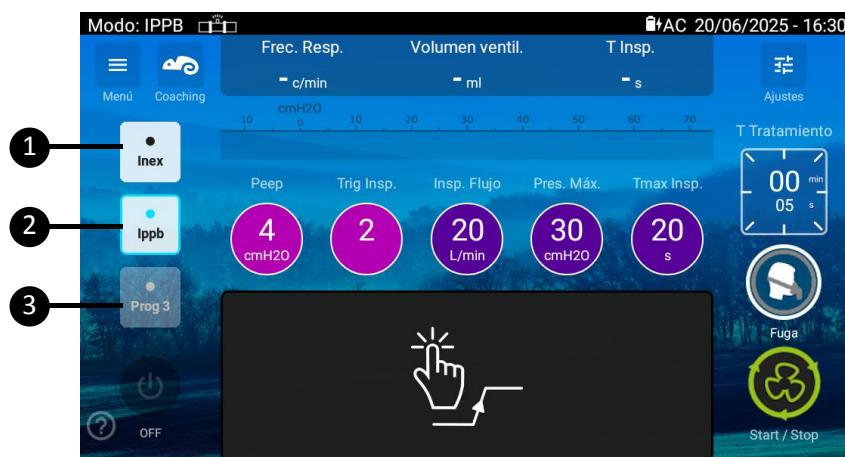 Modo: IPPB
AC 20/06/2025 - 16:30
Menú
Coaching
Frec. Resp.
- c/min
Volumen ventil.
- ml
T Insp.
- s
Ajustes
cmH2O
-10 0 10 20 30 40 50 60 70
1
Inex
2
Ippb
3
Prog 3
Peep
4
cmH2O
Trig Insp.
2
Insp. Flujo
20
L/min
Pres. Máx.
30
cmH2O
Tmax Insp.
20
s
T Tratamiento
00 min
05 s
Fuga
Start / Stop
?
OFF